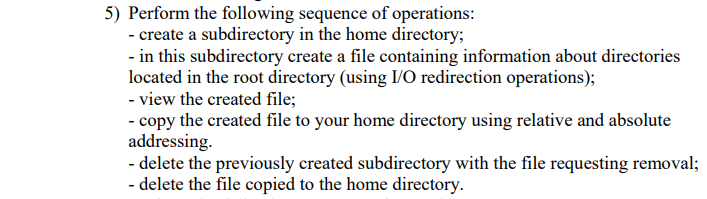 5) Perform the following sequence of operations:
- create a subdirectory in the home directory;
- in this subdirectory create a file containing information about directories
located in the root directory (using I/O redirection operations);
- view the created file;
- copy the created file to your home directory using relative and absolute
addressing.
- delete the previously created subdirectory with the file requesting removal;
- delete the file copied to the home directory.